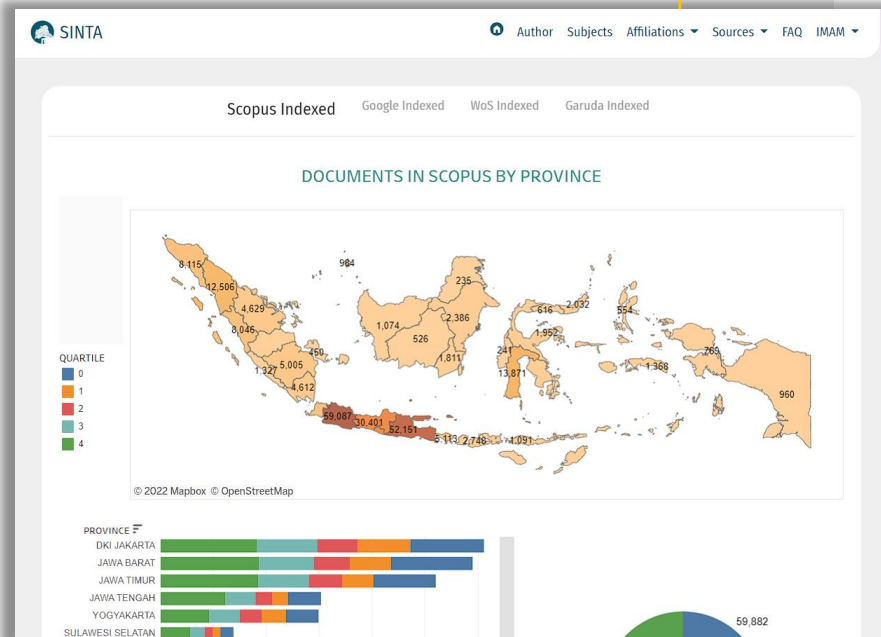 SINTA
Author Subjects Affiliations Sources FAQ IMAM
Scopus Indexed Google Indexed WoS Indexed Garuda Indexed
DOCUMENTS IN SCOPUS BY PROVINCE
984
8,115
235
12,506
2,032
4,629
616
554
2,386
1,074
8,046
1,952
526
241
769
450
1,811
5,005
1,368
1,327
13,871
4,612
960
59,087
30,401
52,151
5,113
2,748
1,091
QUARTILE
0
1
2
3
4
© 2022 Mapbox © OpenStreetMap
PROVINCE
DKI JAKARTA
JAWA BARAT
JAWA TIMUR
JAWA TENGAH
YOGYAKARTA
SULAWESI SELATAN
59,882